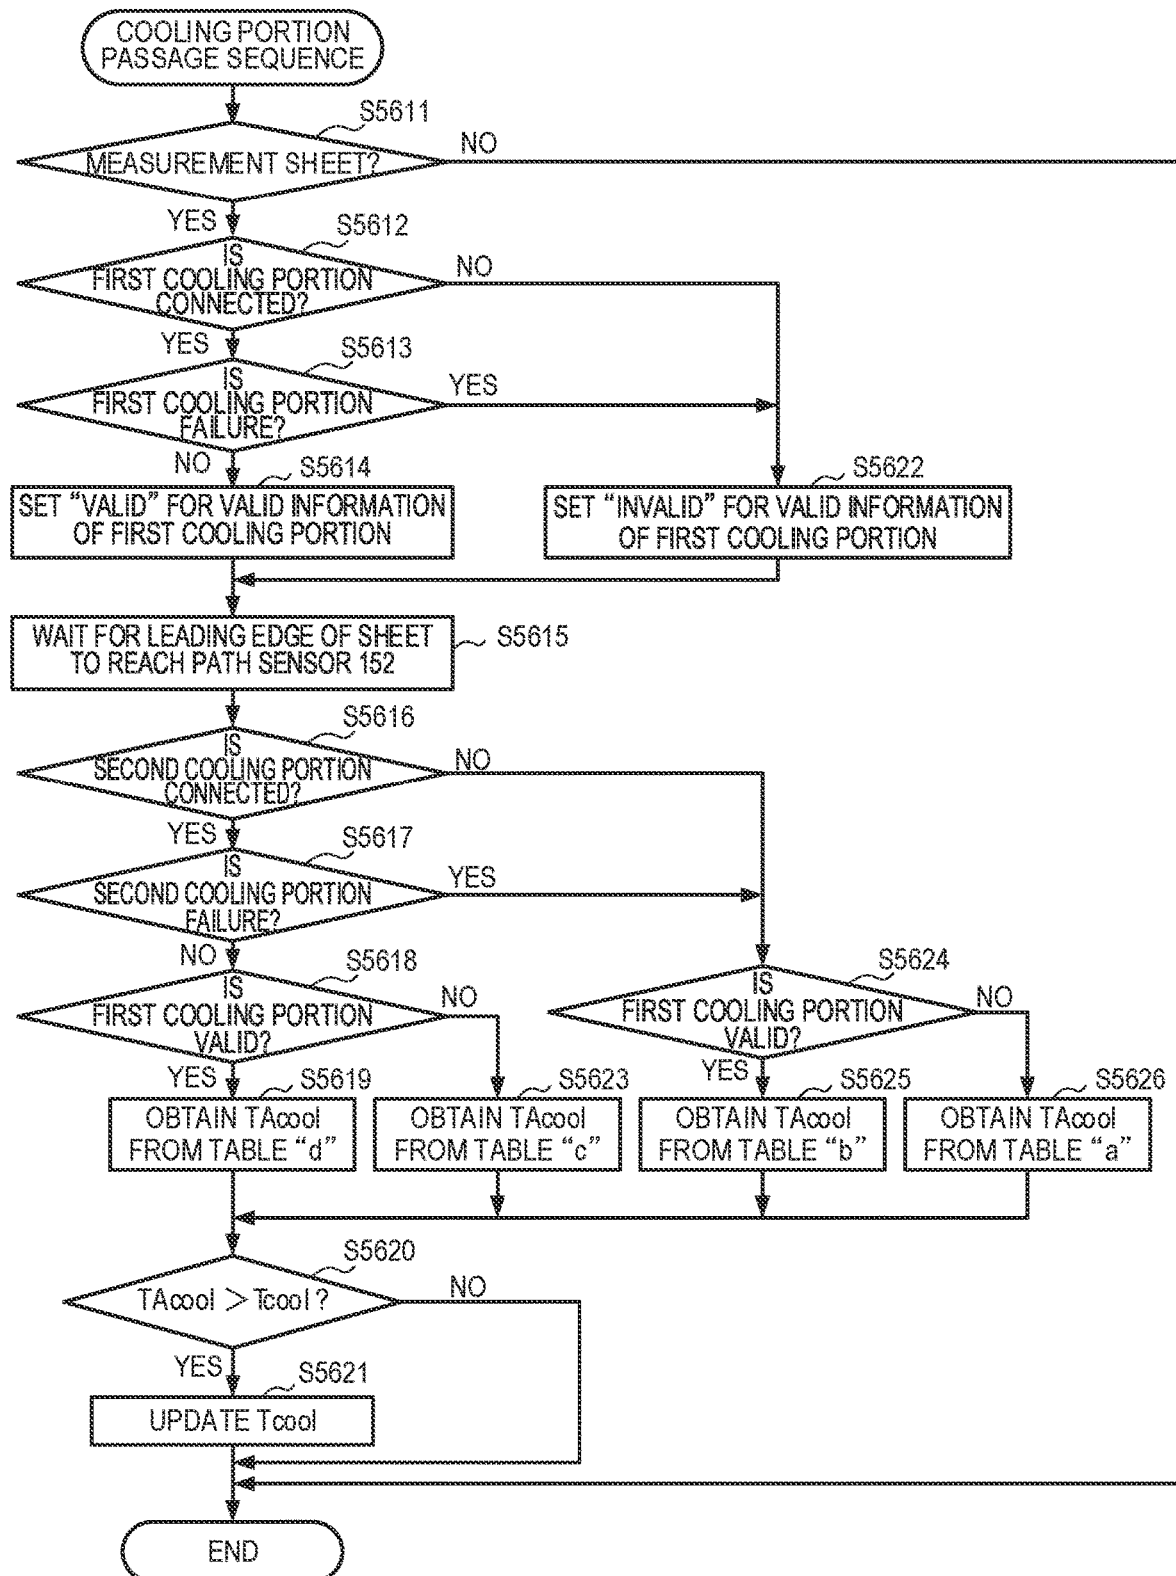 COOLING PORTION
PASSAGE SEQUENCE
S5611
MEASUREMENT SHEET?
NO
YES
S5612
IS
FIRST COOLING PORTION
CONNECTED?
NO
YES
S5613
IS
FIRST COOLING PORTION
FAILURE?
YES
NO
S5614
SET “VALID” FOR VALID INFORMATION
OF FIRST COOLING PORTION
S5622
SET “INVALID” FOR VALID INFORMATION
OF FIRST COOLING PORTION
WAIT FOR LEADING EDGE OF SHEET
TO REACH PATH SENSOR 152
S5615
S5616
IS
SECOND COOLING PORTION
CONNECTED?
NO
YES
S5617
IS
SECOND COOLING PORTION
FAILURE?
YES
NO
S5618
IS
FIRST COOLING PORTION
VALID?
NO
YES
S5624
IS
FIRST COOLING PORTION
VALID?
NO
YES
S5619
OBTAIN TAcool
FROM TABLE “d”
S5623
OBTAIN TAcool
FROM TABLE “c”
S5625
OBTAIN TAcool
FROM TABLE “b”
S5626
OBTAIN TAcool
FROM TABLE “a”
S5620
TAcool > Tcool ?
NO
YES
S5621
UPDATE Tcool
END